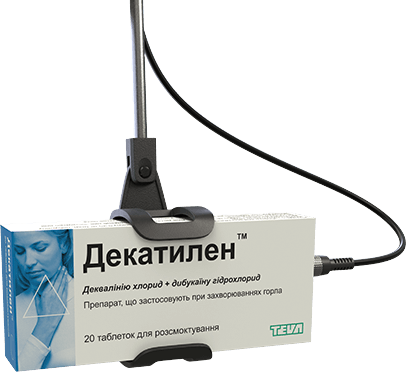 Декатилен™
Деквалінію хлорид + дибукаїну гідрохлорид
Препарат, що застосовують при захворюваннях горла
20 таблеток для розсмоктування
TEVA
Декатилен